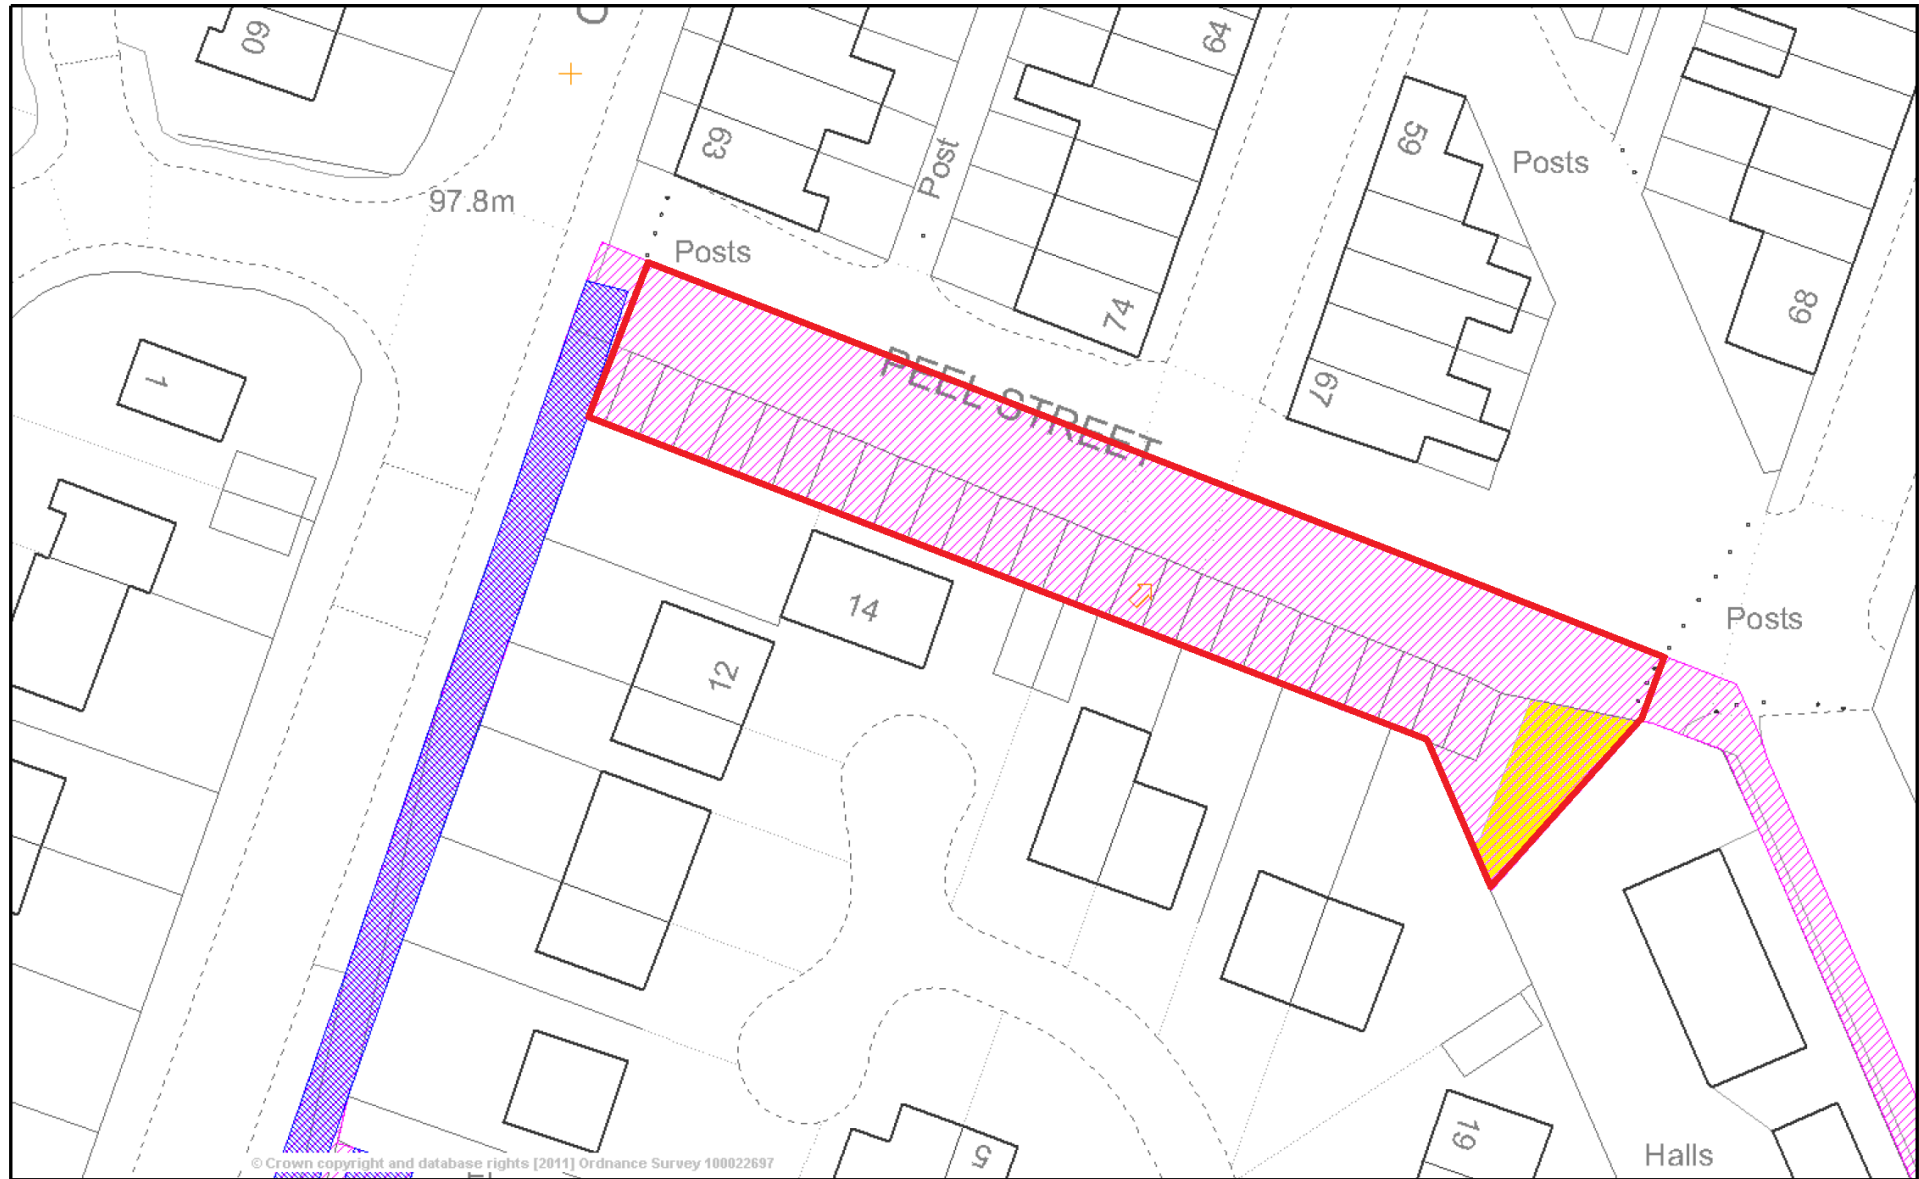 60
64
63
Post
59
Posts
97.8m
Posts
74
68
PEEL STREET
1
67
14
12
Posts
5
19
Halls
© Crown copyright and database rights [2011] Ordnance Survey 100022697